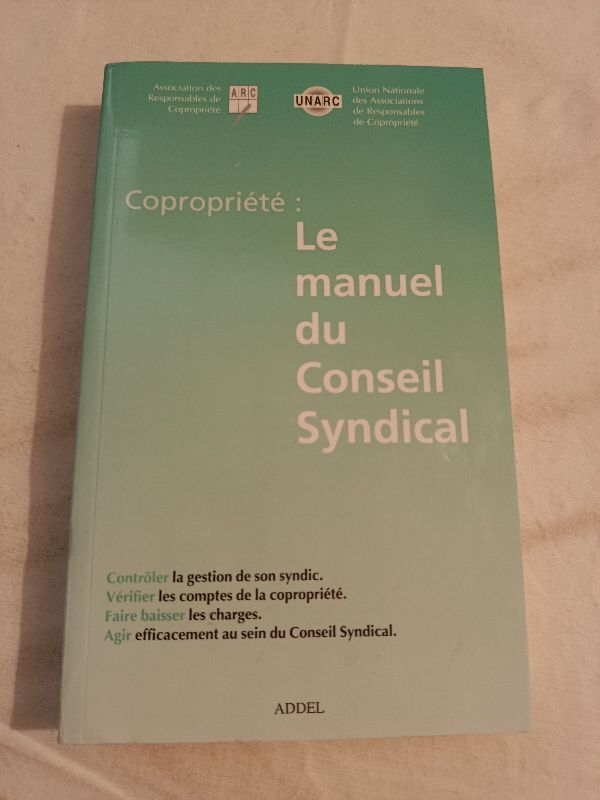 Association des
Responsables de
Copropriété
ARC
UNARC
Union Nationale
des Associations
de Responsables
de Copropriété
Copropriété :
Le
manuel
du
Conseil
Syndical
Contrôler la gestion de son syndic.
Vérifier les comptes de la copropriété.
Faire baisser les charges.
Agir efficacement au sein du Conseil Syndical.
ADDEL